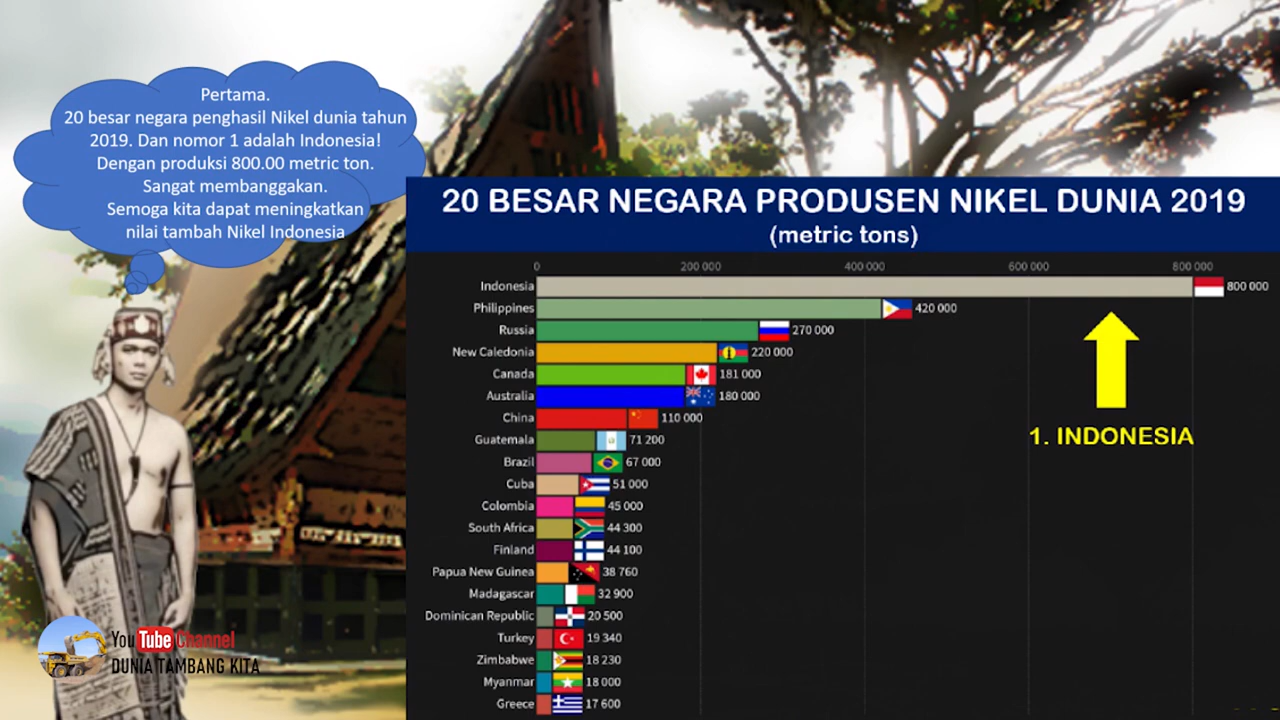 Pertama.
20 besar negara penghasil Nikel dunia tahun
2019. Dan nomor 1 adalah Indonesia!
Dengan produksi 800.00 metric ton.
Sangat membanggakan.
Semoga kita dapat meningkatkan
nilai tambah Nikel Indonesia
20 BESAR NEGARA PRODUSEN NIKEL DUNIA 2019
(metric tons)
0 200 000 400 000 600 000 800 000
Indonesia 800 000
Philippines 420 000
Russia 270 000
New Caledonia 220 000
Canada 181 000
Australia 180 000
China 110 000
Guatemala 71 200
Brazil 67 000
Cuba 51 000
Colombia 45 000
South Africa 44 300
Finland 44 100
Papua New Guinea 38 760
Madagascar 32 900
Dominican Republic 20 500
Turkey 19 340
Zimbabwe 18 230
Myanmar 18 000
Greece 17 600
1. INDONESIA
You Tube Channel
DUNIA TAMBANG KITA